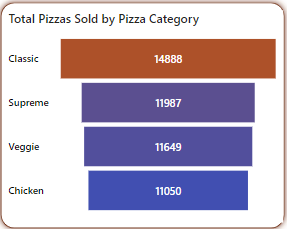 Total Pizzas Sold by Pizza Category
Classic 14888
Supreme 11987
Veggie 11649
Chicken 11050